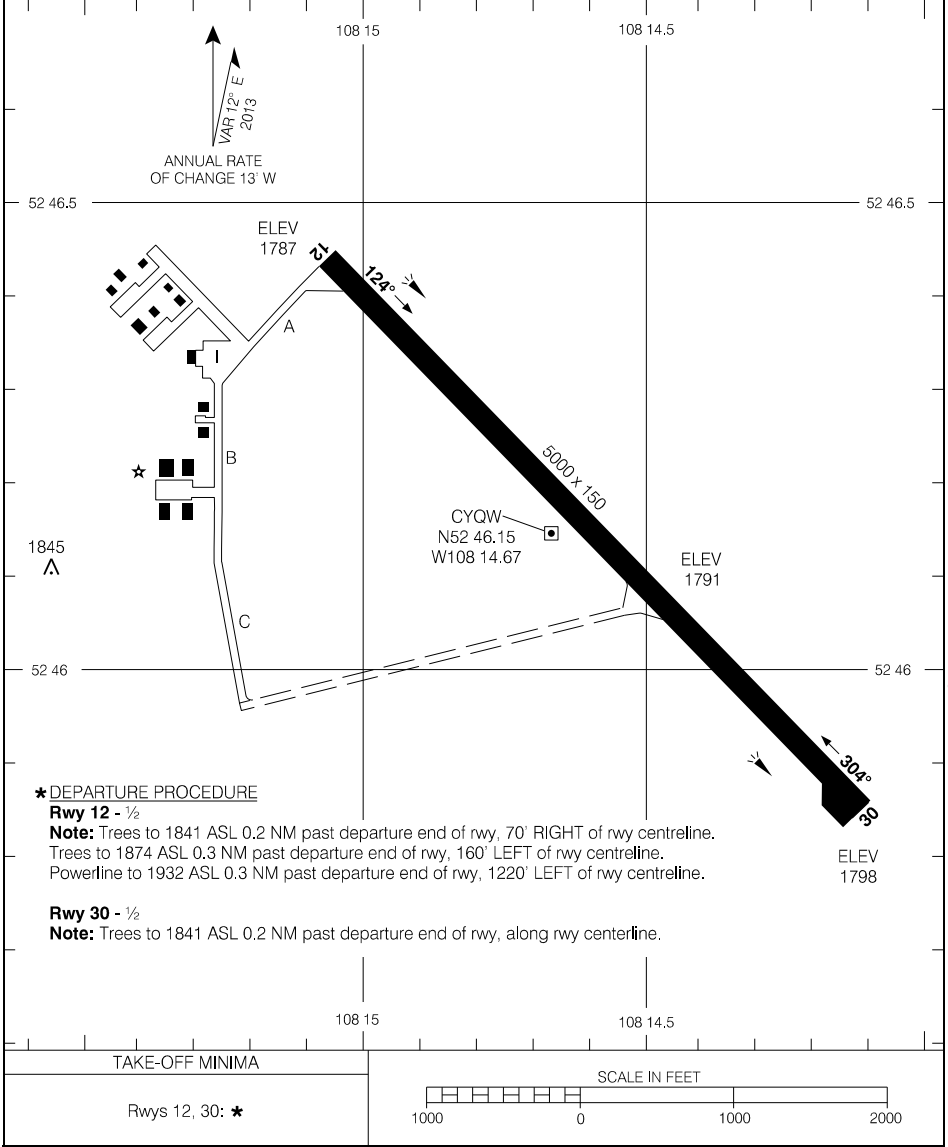 108 15
108 14.5
VAR 12° E
2013
ANNUAL RATE
OF CHANGE 13' W
52 46.5
52 46.5
ELEV
1787
12
124°
A
5000 x 150
B
CYQW
N52 46.15
W108 14.67
1845
ELEV
1791
C
52 46
52 46
304°
30
ELEV
1798
* DEPARTURE PROCEDURE
Rwy 12 - ½
Note: Trees to 1841 ASL 0.2 NM past departure end of rwy, 70' RIGHT of rwy centreline.
Trees to 1874 ASL 0.3 NM past departure end of rwy, 160' LEFT of rwy centreline.
Powerline to 1932 ASL 0.3 NM past departure end of rwy, 1220' LEFT of rwy centreline.
Rwy 30 - ½
Note: Trees to 1841 ASL 0.2 NM past departure end of rwy, along rwy centerline.
108 15
108 14.5
TAKE-OFF MINIMA
Rwys 12, 30: *
SCALE IN FEET
1000 0 1000 2000